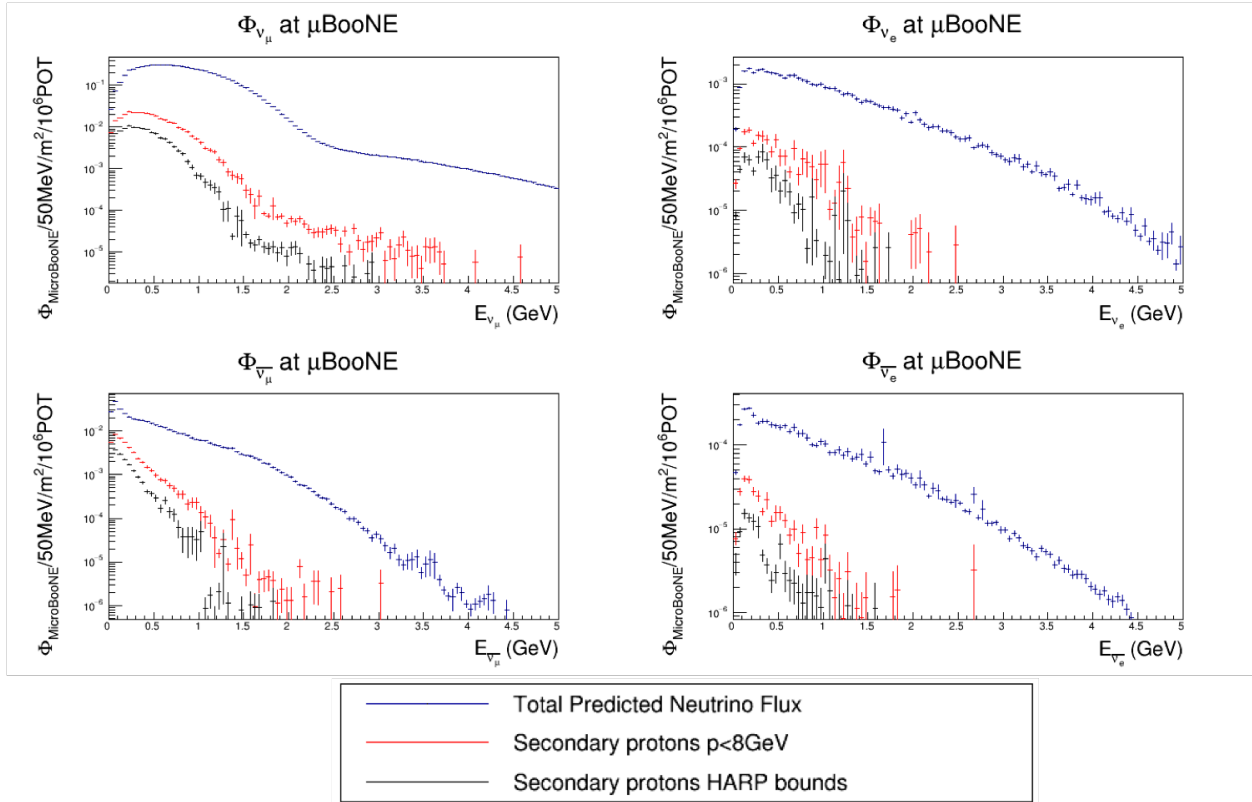 Φνμ at μBooNE
ΦMicroBooNE/50MeV/m²/10⁶POT
10⁻¹
10⁻²
10⁻³
10⁻⁴
10⁻⁵
0 0.5 1 1.5 2 2.5 3 3.5 4 4.5 5
Eνμ (GeV)
Φνe at μBooNE
ΦMicroBooNE/50MeV/m²/10⁶POT
10⁻³
10⁻⁴
10⁻⁵
10⁻⁶
0 0.5 1 1.5 2 2.5 3 3.5 4 4.5 5
Eνe (GeV)
Φν̅μ at μBooNE
ΦMicroBooNE/50MeV/m²/10⁶POT
10⁻²
10⁻³
10⁻⁴
10⁻⁵
10⁻⁶
0 0.5 1 1.5 2 2.5 3 3.5 4 4.5 5
Eν̅μ (GeV)
Φν̅e at μBooNE
ΦMicroBooNE/50MeV/m²/10⁶POT
10⁻⁴
10⁻⁵
10⁻⁶
0 0.5 1 1.5 2 2.5 3 3.5 4 4.5 5
Eν̅e (GeV)
Total Predicted Neutrino Flux
Secondary protons p<8GeV
Secondary protons HARP bounds